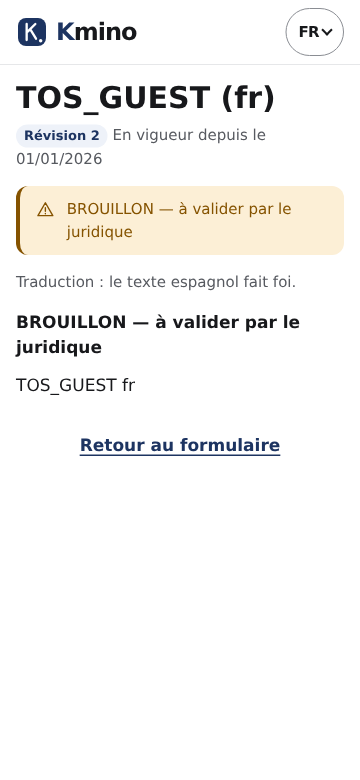 K. Kmino
FR
TOS_GUEST (fr)
Révision 2 En vigueur depuis le
01/01/2026
BROUILLON — à valider par le
juridique
Traduction : le texte espagnol fait foi.
BROUILLON — à valider par le
juridique
TOS_GUEST fr
Retour au formulaire